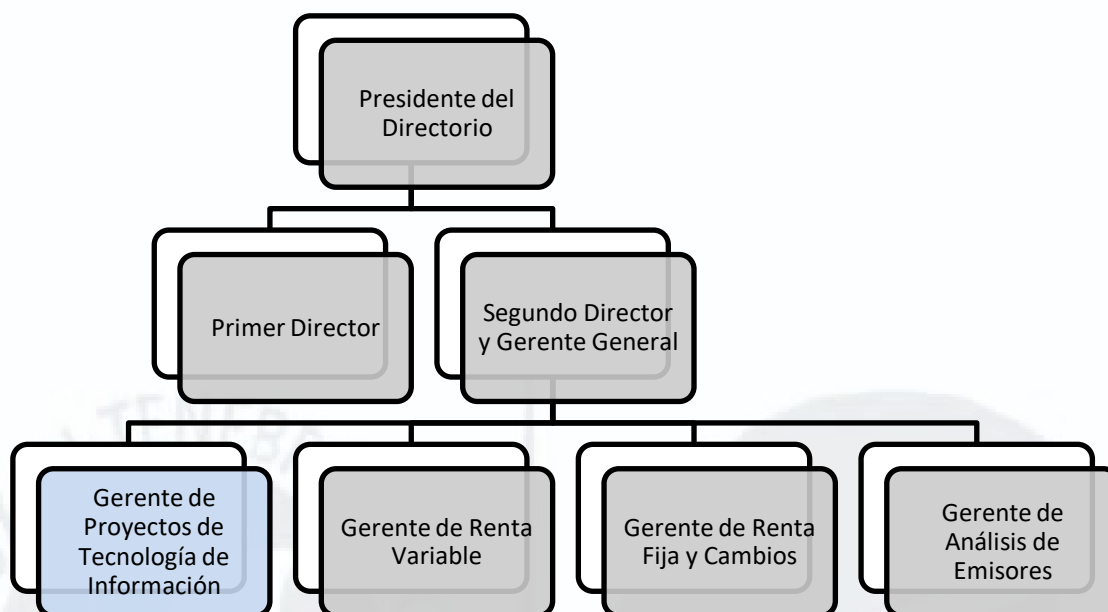 Presidente del
Directorio
Primer Director
Segundo Director
y Gerente General
Gerente de
Proyectos de
Tecnología de
Información
Gerente de Renta
Variable
Gerente de Renta
Fija y Cambios
Gerente de
Análisis de
Emisores